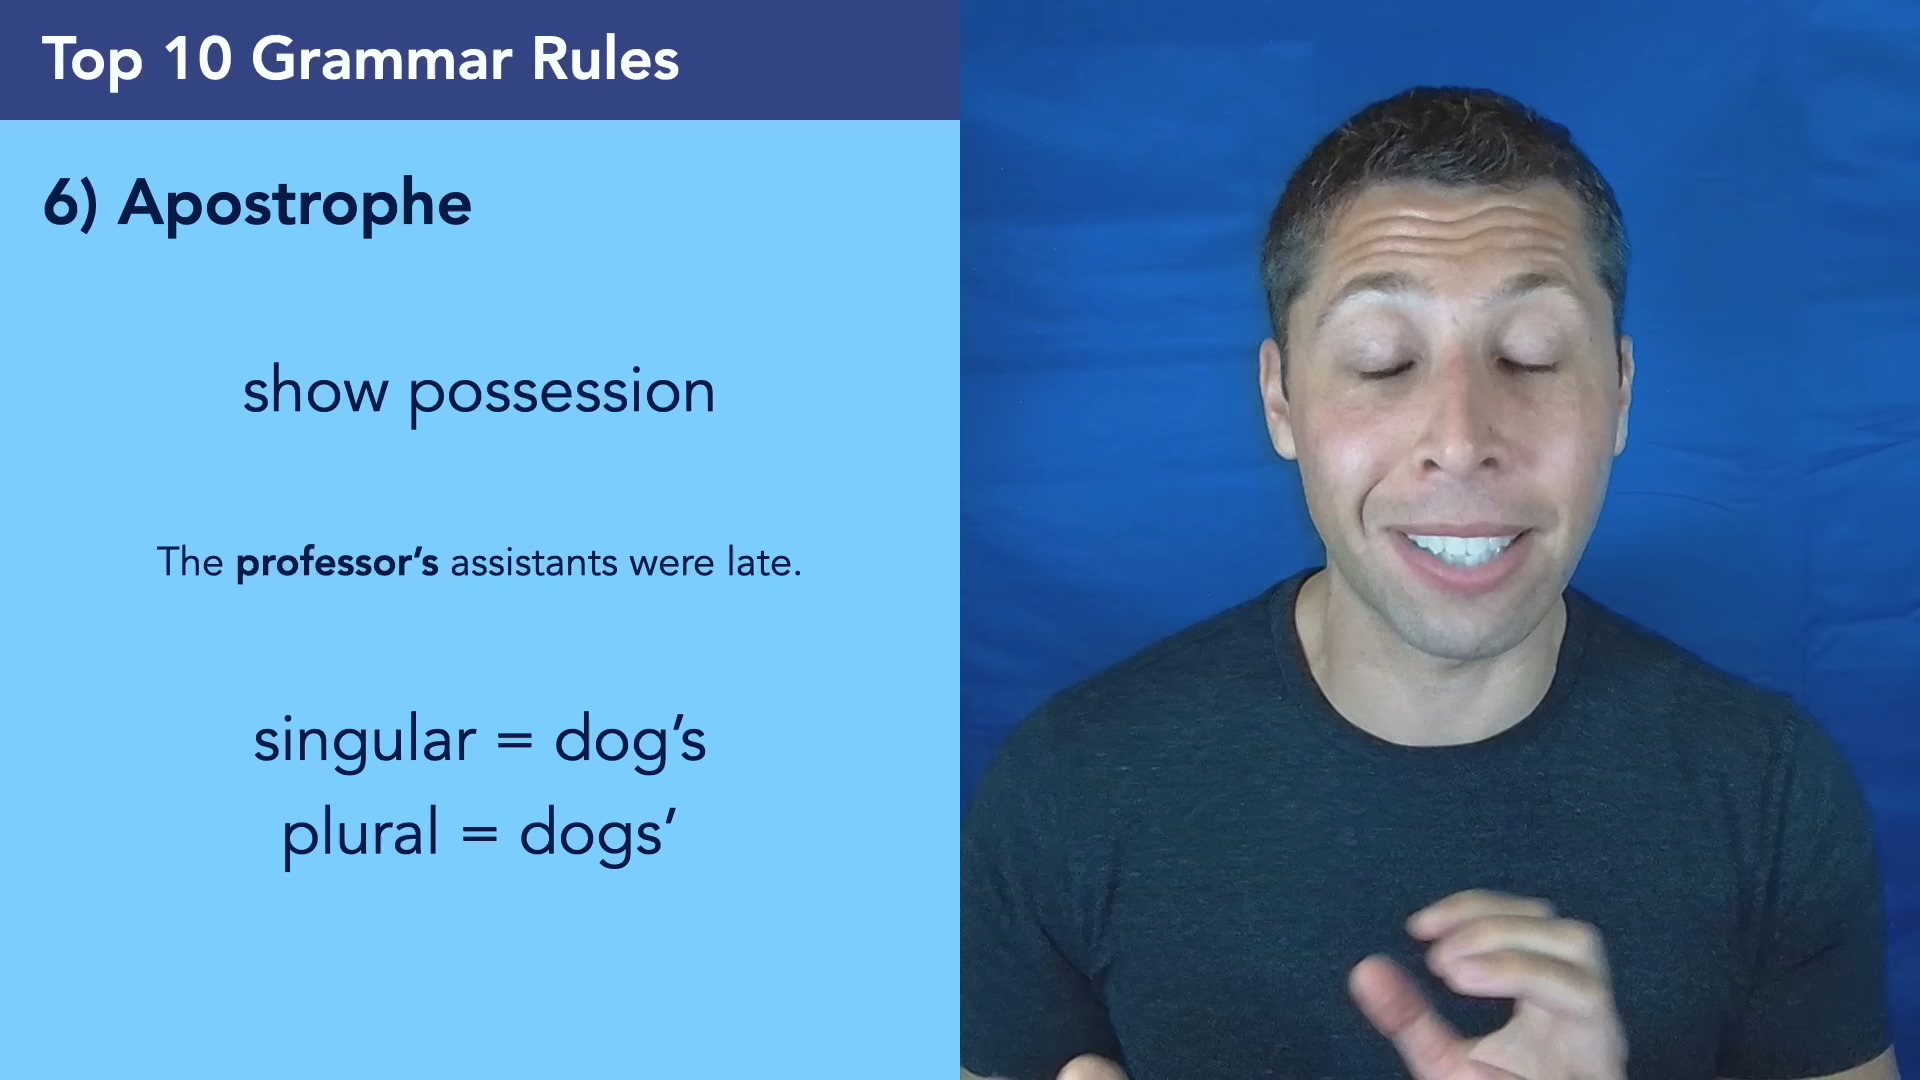 Top 10 Grammar Rules
6) Apostrophe
show possession
The professor’s assistants were late.
singular = dog’s
plural = dogs’